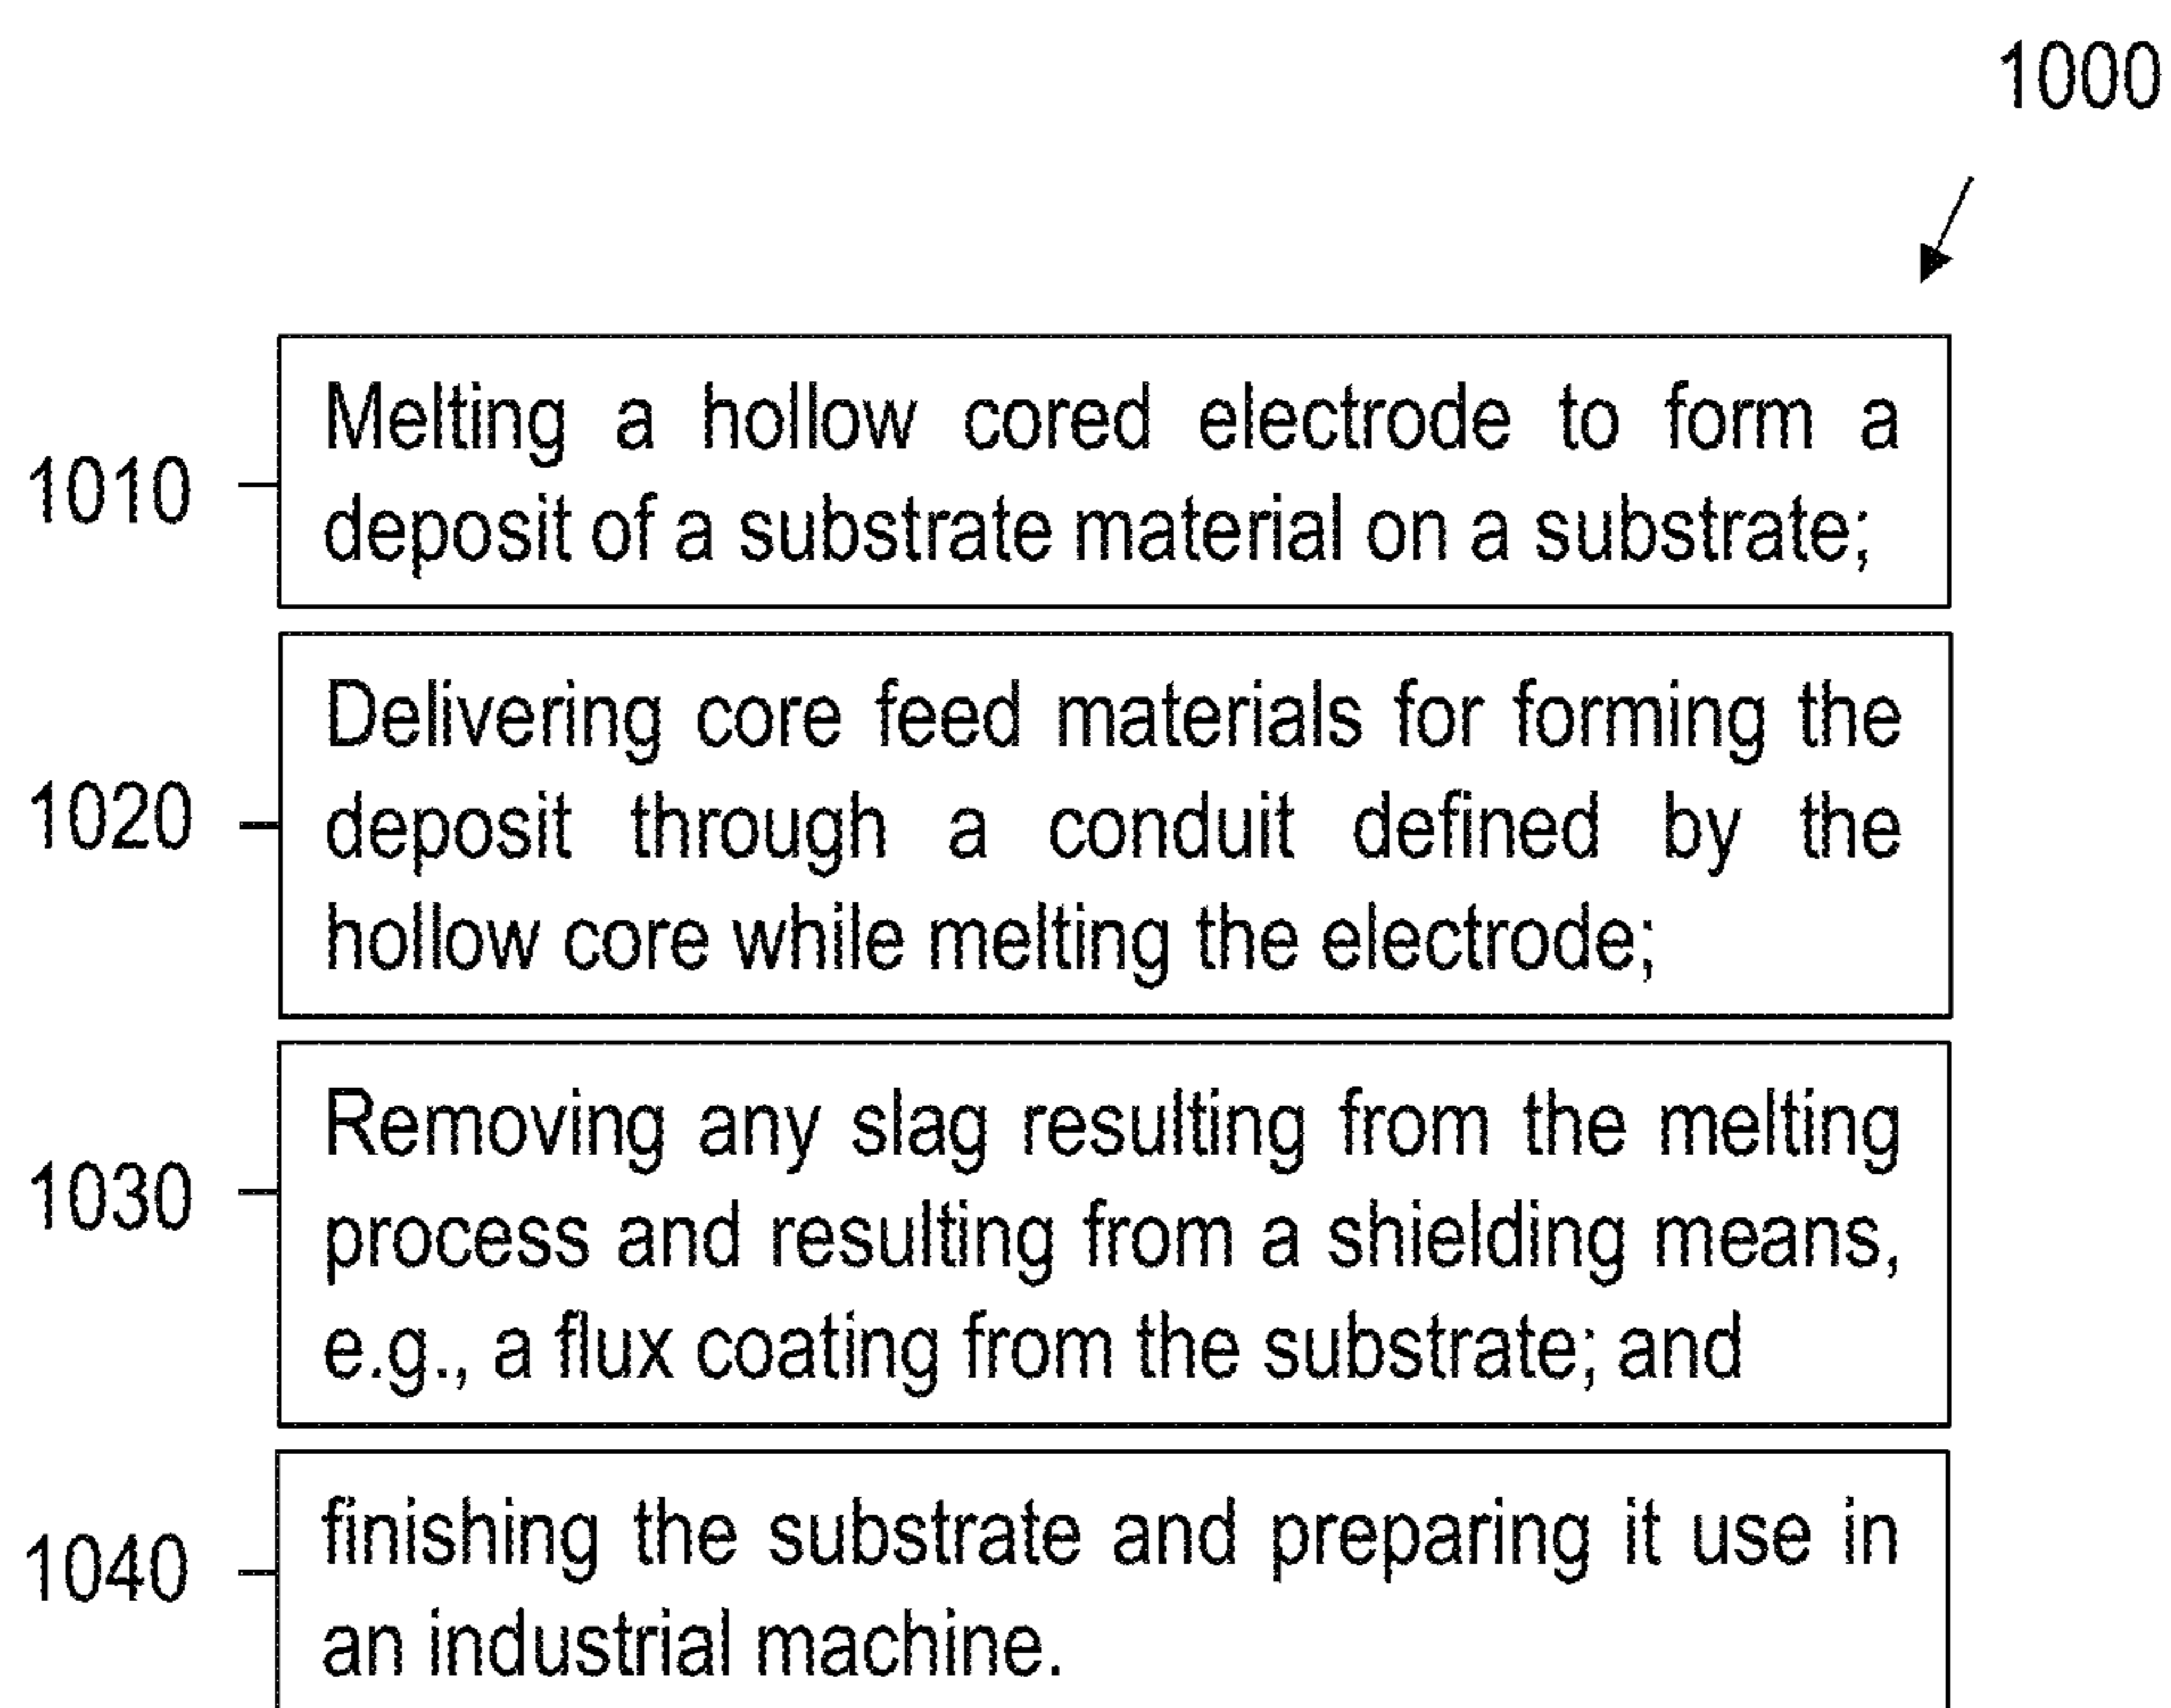 1000
1010
Melting a hollow cored electrode to form a
deposit of a substrate material on a substrate;
1020
Delivering core feed materials for forming the
deposit through a conduit defined by the
hollow core while melting the electrode;
1030
Removing any slag resulting from the melting
process and resulting from a shielding means,
e.g., a flux coating from the substrate; and
1040
finishing the substrate and preparing it use in
an industrial machine.